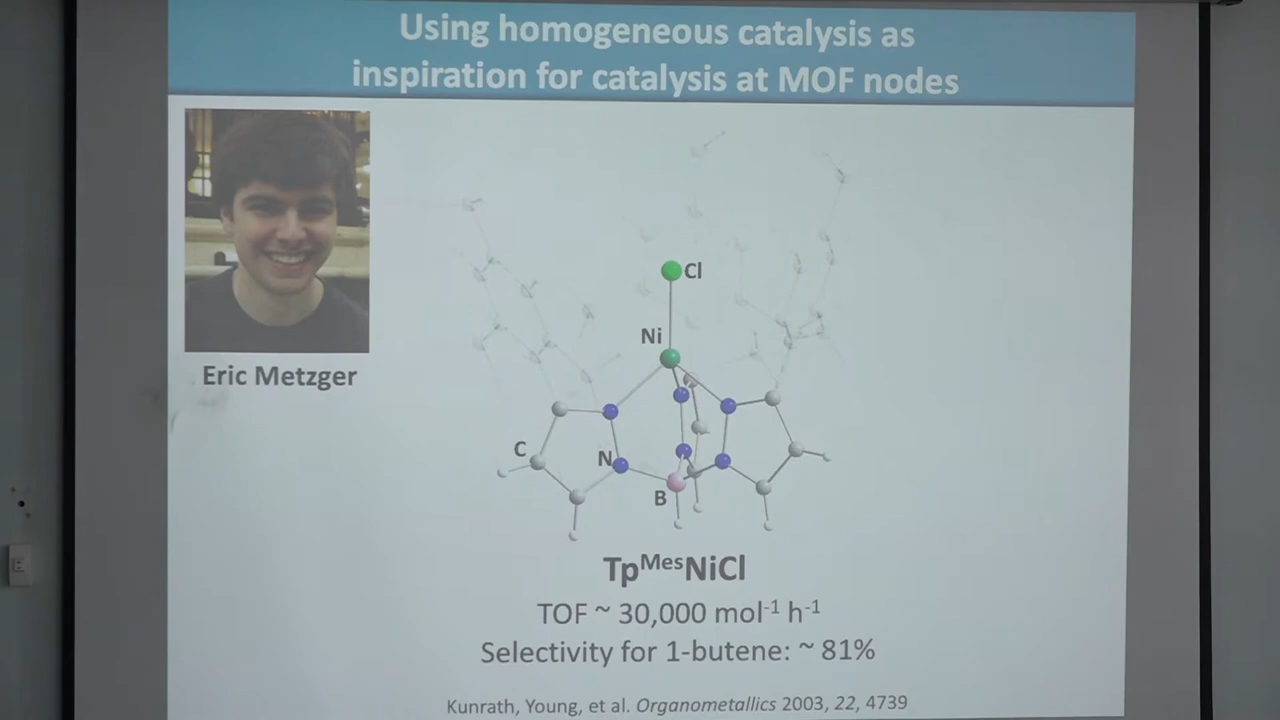 Using homogeneous catalysis as
inspiration for catalysis at MOF nodes
Eric Metzger
Cl
Ni
C
N
B
Tp^Mes NiCl
TOF ~ 30,000 mol⁻¹ h⁻¹
Selectivity for 1-butene: ~ 81%
Kunrath, Young, et al. Organometallics 2003, 22, 4739